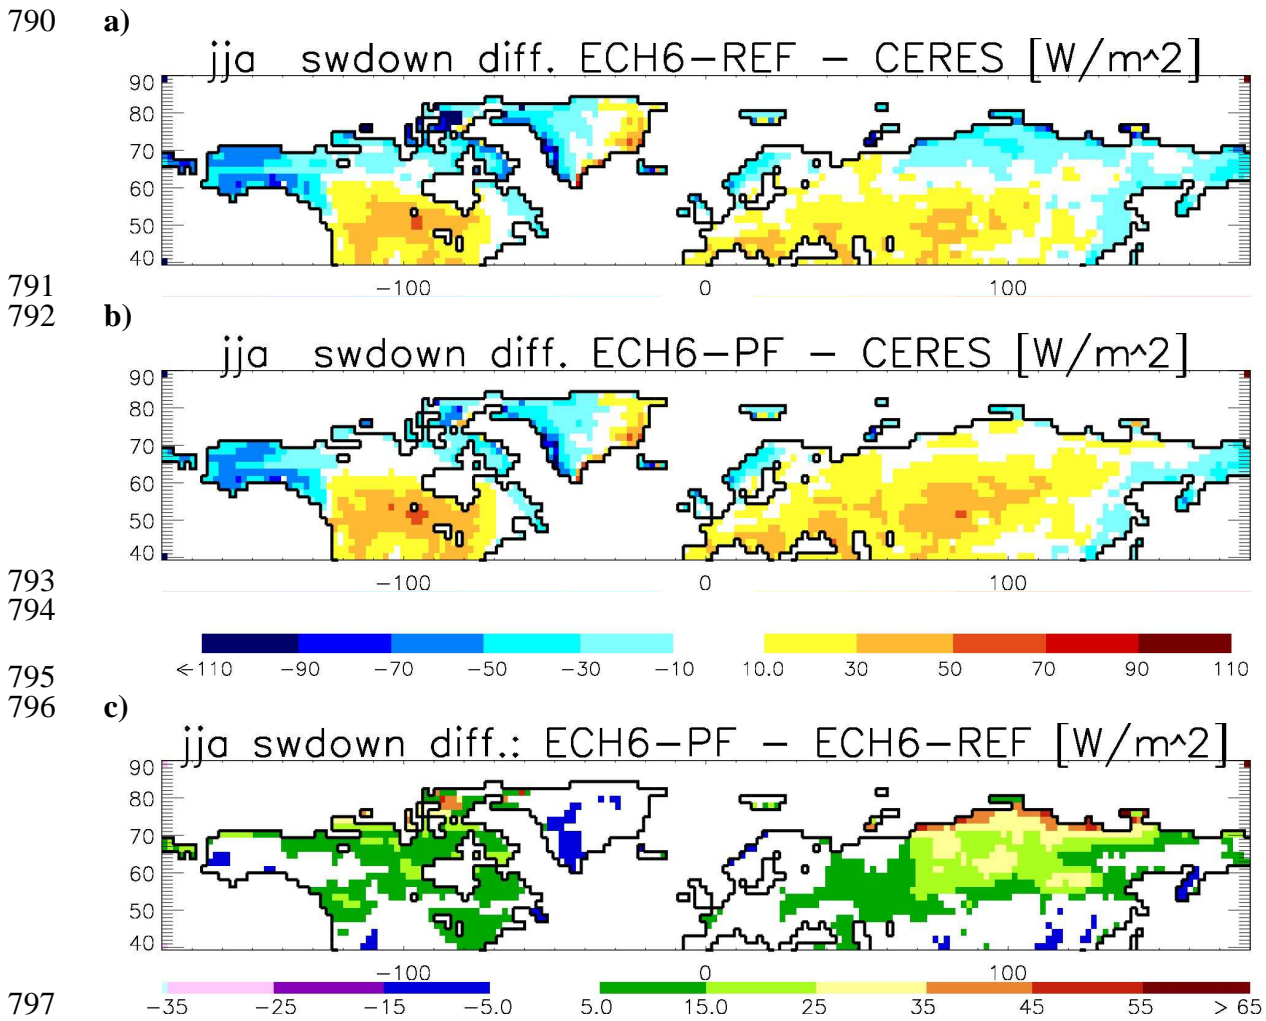 790 a)
jja swdown diff. ECH6-REF - CERES [W/m^2]
90
80
70
60
50
40
791 -100 0 100
792 b)
jja swdown diff. ECH6-PF - CERES [W/m^2]
90
80
70
60
50
40
793 -100 0 100
794
795 <-110 -90 -70 -50 -30 -10 10.0 30 50 70 90 110
796 c)
jja swdown diff.: ECH6-PF - ECH6-REF [W/m^2]
90
80
70
60
50
40
-100 0 100
797 -35 -25 -15 -5.0 5.0 15.0 25 35 45 55 > 65